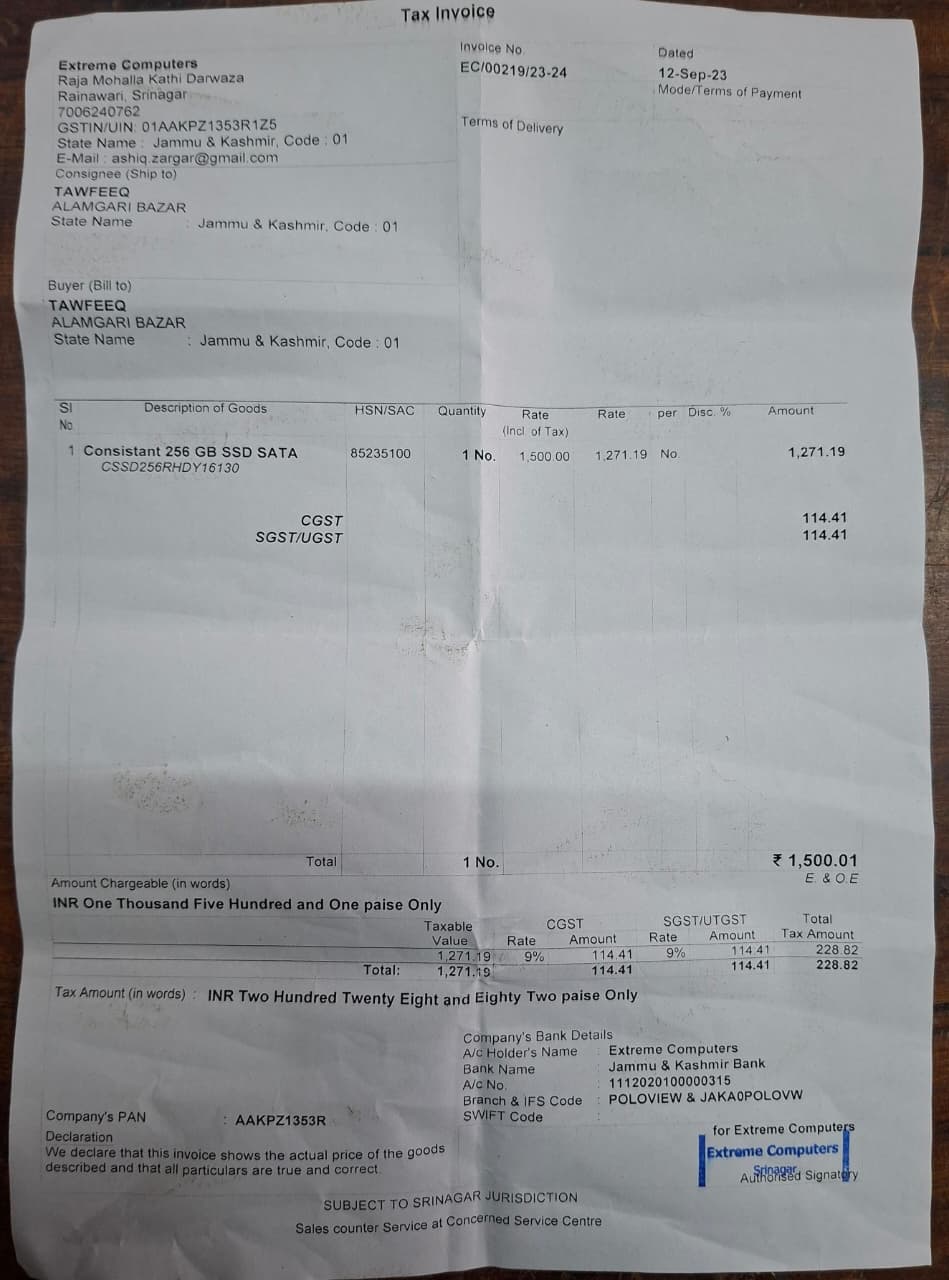 Tax Invoice
Extreme Computers
Raja Mohalla Kathi Darwaza
Rainawari, Srinagar
7006240762
GSTIN/UIN: 01AAKPZ1353R1Z5
State Name : Jammu & Kashmir, Code : 01
E-Mail : ashiq.zargar@gmail.com
Invoice No.
EC/00219/23-24
Dated
12-Sep-23
Mode/Terms of Payment
Terms of Delivery
Consignee (Ship to)
TAWFEEQ
ALAMGARI BAZAR
State Name : Jammu & Kashmir, Code : 01
Buyer (Bill to)
TAWFEEQ
ALAMGARI BAZAR
State Name : Jammu & Kashmir, Code : 01
Sl No. Description of Goods HSN/SAC Quantity Rate (Incl. of Tax) Rate per Disc. % Amount
1 Consistant 256 GB SSD SATA 85235100 1 No. 1,500.00 1,271.19 No. 1,271.19
CSSD256RHDY16130
CGST 114.41
SGST/UGST 114.41
Total 1 No. ₹ 1,500.01
Amount Chargeable (in words) E. & O.E
INR One Thousand Five Hundred and One paise Only
Taxable Value CGST SGST/UTGST Total
Rate Amount Rate Amount Tax Amount
1,271.19 9% 114.41 9% 114.41 228.82
Total: 1,271.19 114.41 114.41 228.82
Tax Amount (in words) : INR Two Hundred Twenty Eight and Eighty Two paise Only
Company's Bank Details
A/c Holder's Name : Extreme Computers
Bank Name : Jammu & Kashmir Bank
A/c No. : 1112020100000315
Branch & IFS Code : POLOVIEW & JAKA0POLOVW
SWIFT Code :
Company's PAN : AAKPZ1353R
Declaration
We declare that this invoice shows the actual price of the goods
described and that all particulars are true and correct.
for Extreme Computers
Extreme Computers
Srinagar
Authorised Signatory
SUBJECT TO SRINAGAR JURISDICTION
Sales counter Service at Concerned Service Centre